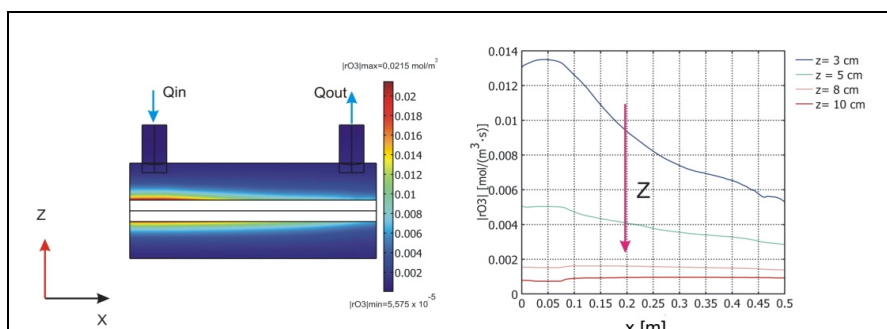 |rO3|max=0,0215 mol/m³
Qin
Qout
0.02
0.018
0.016
0.014
0.012
0.01
0.008
0.006
0.004
0.002
|rO3|min=5,575 x 10⁻⁵
Z
X
|rO3| [mol/(m³·s)]
0.014
0.012
0.01
0.008
0.006
0.004
0.002
0
z= 3 cm
z = 5 cm
z = 8 cm
z= 10 cm
Z
0 0.05 0.1 0.15 0.2 0.25 0.3 0.35 0.4 0.45 0.5
x [m]